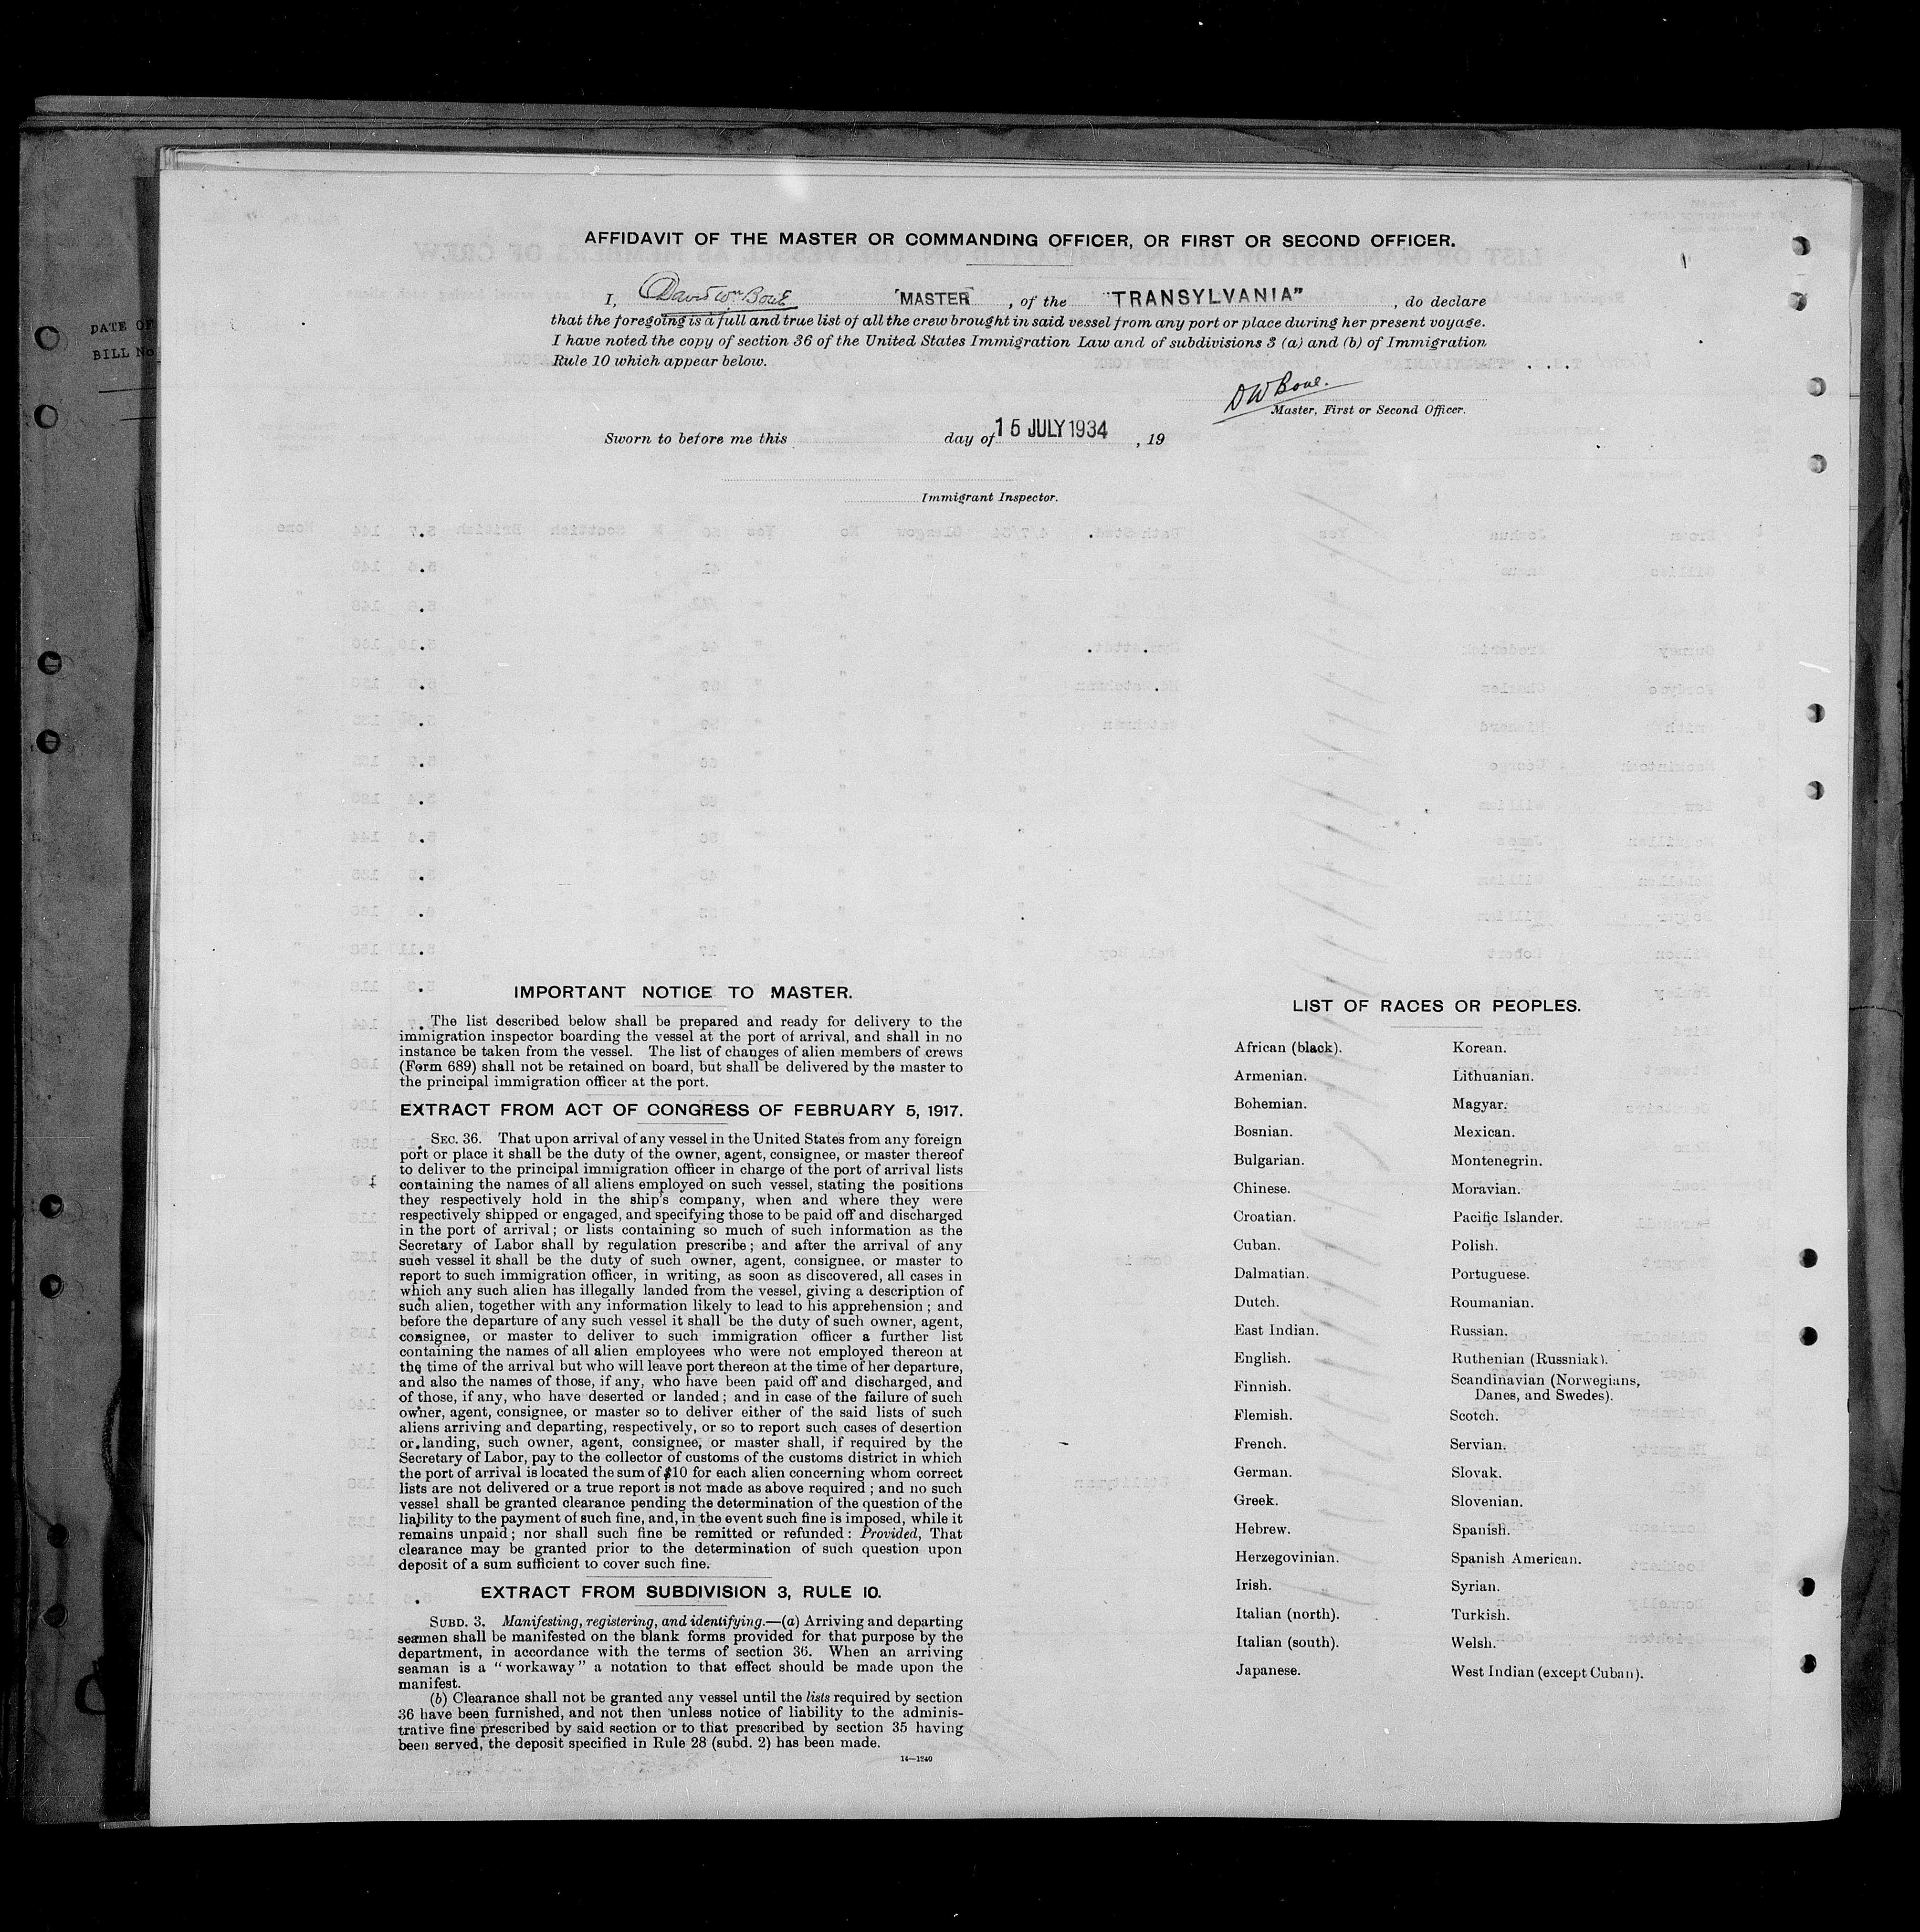 AFFIDAVIT OF THE MASTER OR COMMANDING OFFICER, OR FIRST OR SECOND OFFICER.
I, David Wm Bone "MASTER", of the "TRANSYLVANIA", do declare
that the foregoing is a full and true list of all the crew brought in said vessel from any port or place during her present voyage.
I have noted the copy of section 36 of the United States Immigration Law and of subdivisions 3 (a) and (b) of Immigration
Rule 10 which appear below.
DW Bone.
Master, First or Second Officer.
Sworn to before me this day of 15 JULY 1934, 19
Immigrant Inspector.
DATE OF
BILL No
IMPORTANT NOTICE TO MASTER.
The list described below shall be prepared and ready for delivery to the
immigration inspector boarding the vessel at the port of arrival, and shall in no
instance be taken from the vessel. The list of changes of alien members of crews
(Form 689) shall not be retained on board, but shall be delivered by the master to
the principal immigration officer at the port.
EXTRACT FROM ACT OF CONGRESS OF FEBRUARY 5, 1917.
SEC. 36. That upon arrival of any vessel in the United States from any foreign
port or place it shall be the duty of the owner, agent, consignee, or master thereof
to deliver to the principal immigration officer in charge of the port of arrival lists
containing the names of all aliens employed on such vessel, stating the positions
they respectively hold in the ship's company, when and where they were
respectively shipped or engaged, and specifying those to be paid off and discharged
in the port of arrival; or lists containing so much of such information as the
Secretary of Labor shall by regulation prescribe; and after the arrival of any
such vessel it shall be the duty of such owner, agent, consignee, or master to
report to such immigration officer, in writing, as soon as discovered, all cases in
which any such alien has illegally landed from the vessel, giving a description of
such alien, together with any information likely to lead to his apprehension; and
before the departure of any such vessel it shall be the duty of such owner, agent,
consignee, or master to deliver to such immigration officer a further list
containing the names of all alien employees who were not employed thereon at
the time of the arrival but who will leave port thereon at the time of her departure,
and also the names of those, if any, who have been paid off and discharged, and
of those, if any, who have deserted or landed; and in case of the failure of such
owner, agent, consignee, or master so to deliver either of the said lists of such
aliens arriving and departing, respectively, or so to report such cases of desertion
or landing, such owner, agent, consignee, or master shall, if required by the
Secretary of Labor, pay to the collector of customs of the customs district in which
the port of arrival is located the sum of $10 for each alien concerning whom correct
lists are not delivered or a true report is not made as above required; and no such
vessel shall be granted clearance pending the determination of the question of the
liability to the payment of such fine, and, in the event such fine is imposed, while it
remains unpaid; nor shall such fine be remitted or refunded: Provided, That
clearance may be granted prior to the determination of such question upon
deposit of a sum sufficient to cover such fine.
EXTRACT FROM SUBDIVISION 3, RULE 10.
SUBD. 3. Manifesting, registering, and identifying.—(a) Arriving and departing
seamen shall be manifested on the blank forms provided for that purpose by the
department, in accordance with the terms of section 36. When an arriving
seaman is a "workaway" a notation to that effect should be made upon the
manifest.
(b) Clearance shall not be granted any vessel until the lists required by section
36 have been furnished, and not then unless notice of liability to the adminis-
trative fine prescribed by said section or to that prescribed by section 35 having
been served, the deposit specified in Rule 28 (subd. 2) has been made.
14—1240
LIST OF RACES OR PEOPLES.
African (black).
Armenian.
Bohemian.
Bosnian.
Bulgarian.
Chinese.
Croatian.
Cuban.
Dalmatian.
Dutch.
East Indian.
English.
Finnish.
Flemish.
French.
German.
Greek.
Hebrew.
Herzegovinian.
Irish.
Italian (north).
Italian (south).
Japanese.
Korean.
Lithuanian.
Magyar.
Mexican.
Montenegrin.
Moravian.
Pacific Islander.
Polish.
Portuguese.
Roumanian.
Russian.
Ruthenian (Russniak).
Scandinavian (Norwegians,
Danes, and Swedes).
Scotch.
Servian.
Slovak.
Slovenian.
Spanish.
Spanish American.
Syrian.
Turkish.
Welsh.
West Indian (except Cuban).